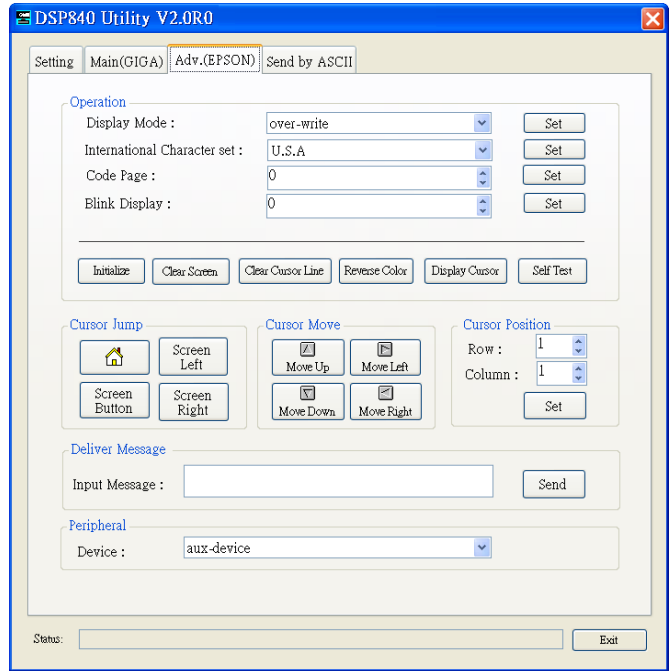 DSP840 Utility V2.0R0
Setting Main(GIGA) Adv.(EPSON) Send by ASCII
Operation
Display Mode : over-write Set
International Character set : U.S.A Set
Code Page : 0 Set
Blink Display : 0 Set
Initialize Clear Screen Clear Cursor Line Reverse Color Display Cursor Self Test
Cursor Jump
Screen
Left
Screen
Button
Screen
Right
Cursor Move
Move Up Move Left
Move Down Move Right
Cursor Position
Row : 1
Column : 1
Set
Deliver Message
Input Message : Send
Peripheral
Device : aux-device
Status: Exit